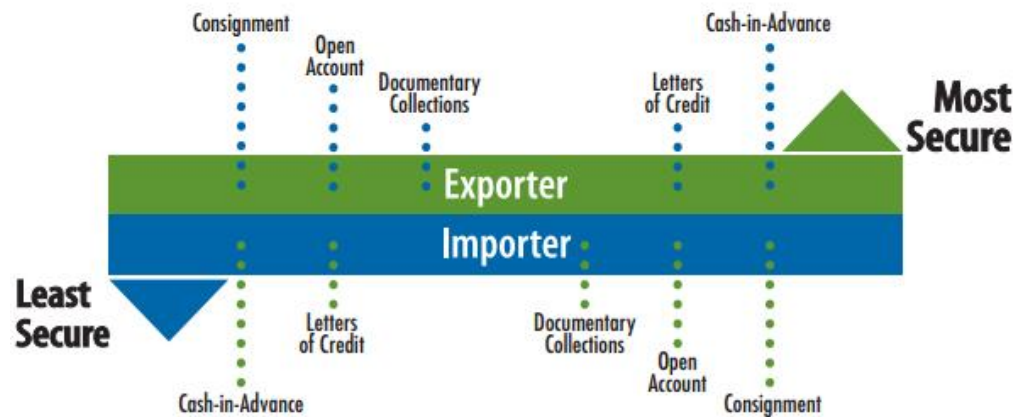 Consignment
Open
Account
Documentary
Collections
Letters
of Credit
Cash-in-Advance
Most
Secure
Exporter
Importer
Least
Secure
Cash-in-Advance
Letters
of Credit
Documentary
Collections
Open
Account
Consignment